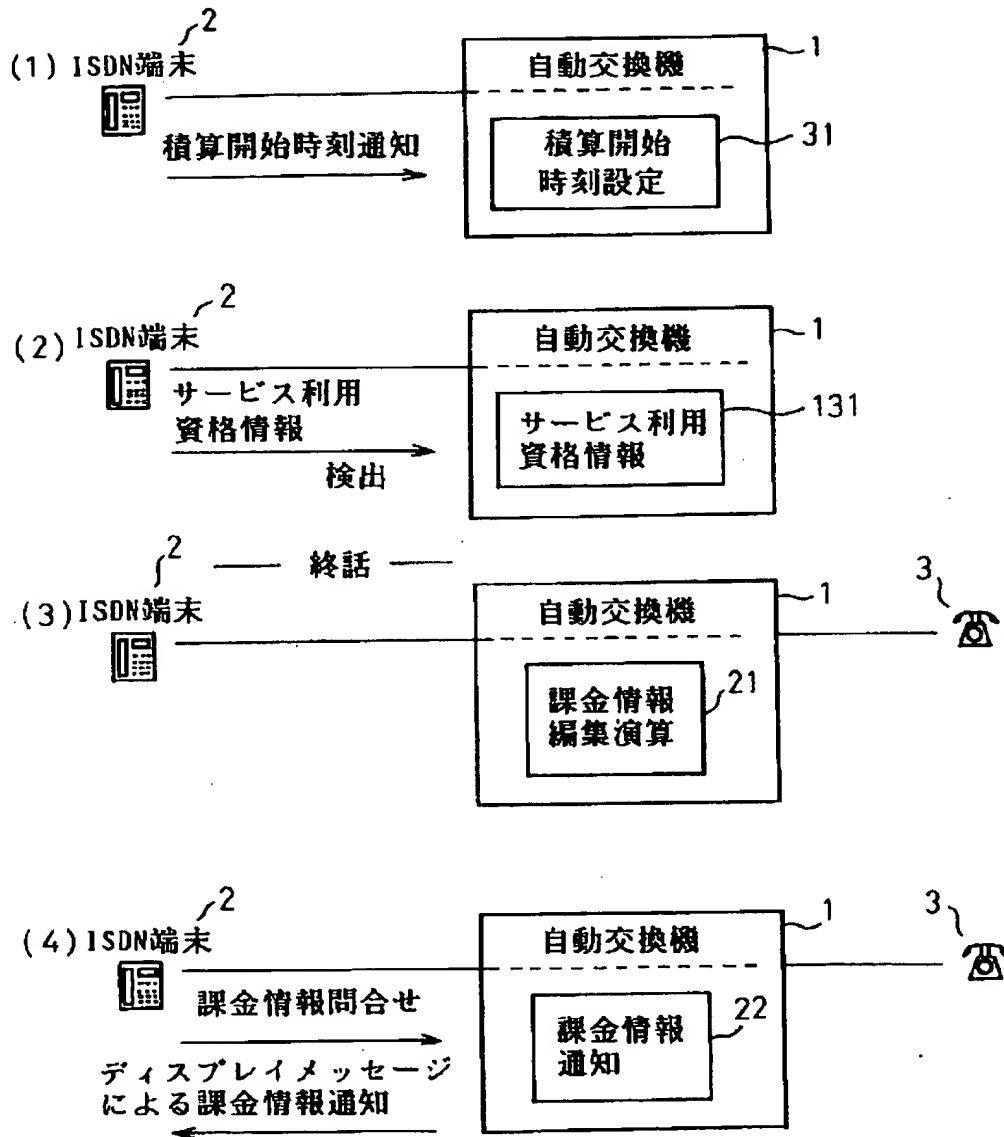 2
(1) ISDN端末
積算開始時刻通知
自動交換機
1
積算開始
時刻設定
31
2
(2) ISDN端末
サービス利用
資格情報
検出
自動交換機
1
サービス利用
資格情報
131
2
終話
(3) ISDN端末
自動交換機
1
課金情報
編集演算
21
3
2
(4) ISDN端末
課金情報問合せ
ディスプレイメッセージ
による課金情報通知
自動交換機
1
課金情報
通知
22
3